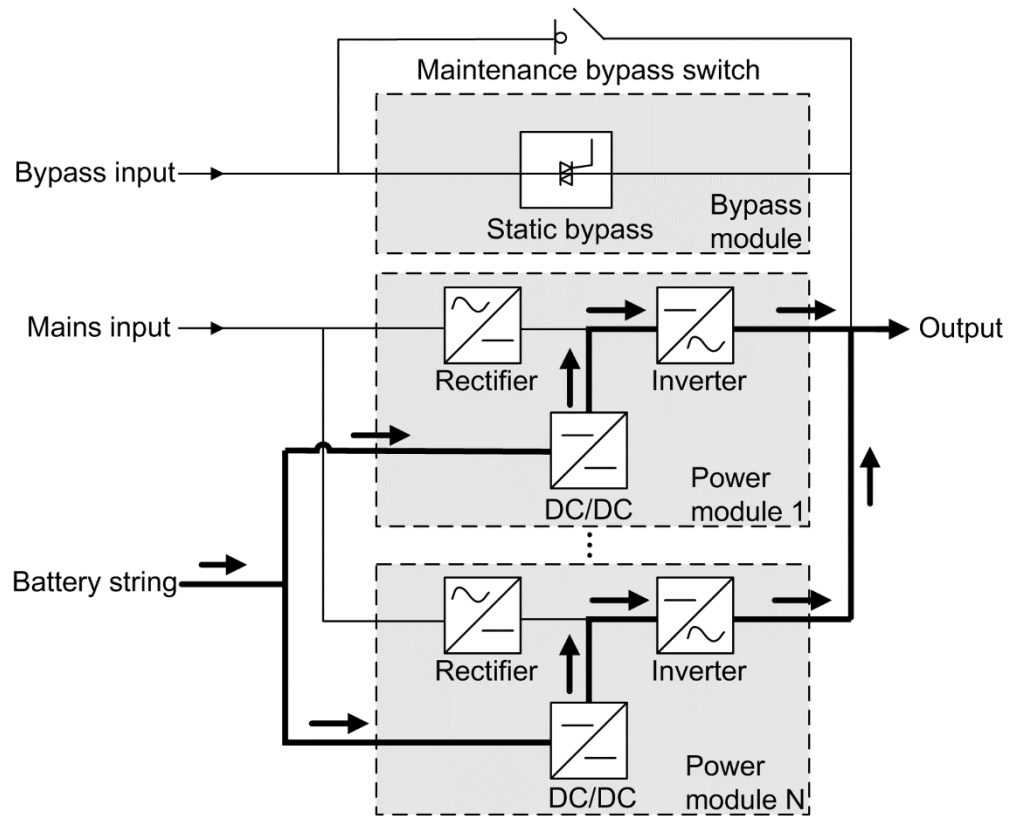 Maintenance bypass switch
Bypass input
Static bypass
Bypass
module
Mains input
Rectifier
Inverter
Output
DC/DC
Power
module 1
Battery string
Rectifier
Inverter
DC/DC
Power
module N